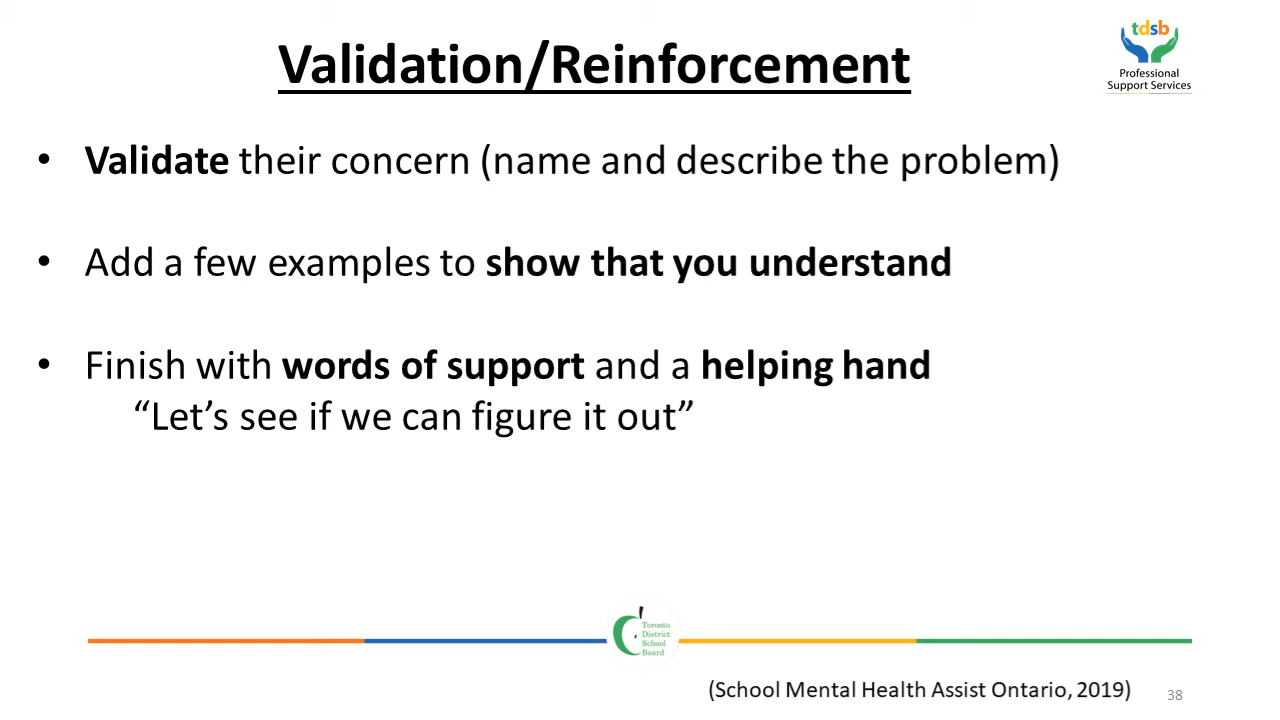 Validation/Reinforcement
tdsb
Professional
Support Services
• Validate their concern (name and describe the problem)
• Add a few examples to show that you understand
• Finish with words of support and a helping hand
“Let’s see if we can figure it out”
Toronto
District
School
Board
(School Mental Health Assist Ontario, 2019)
38